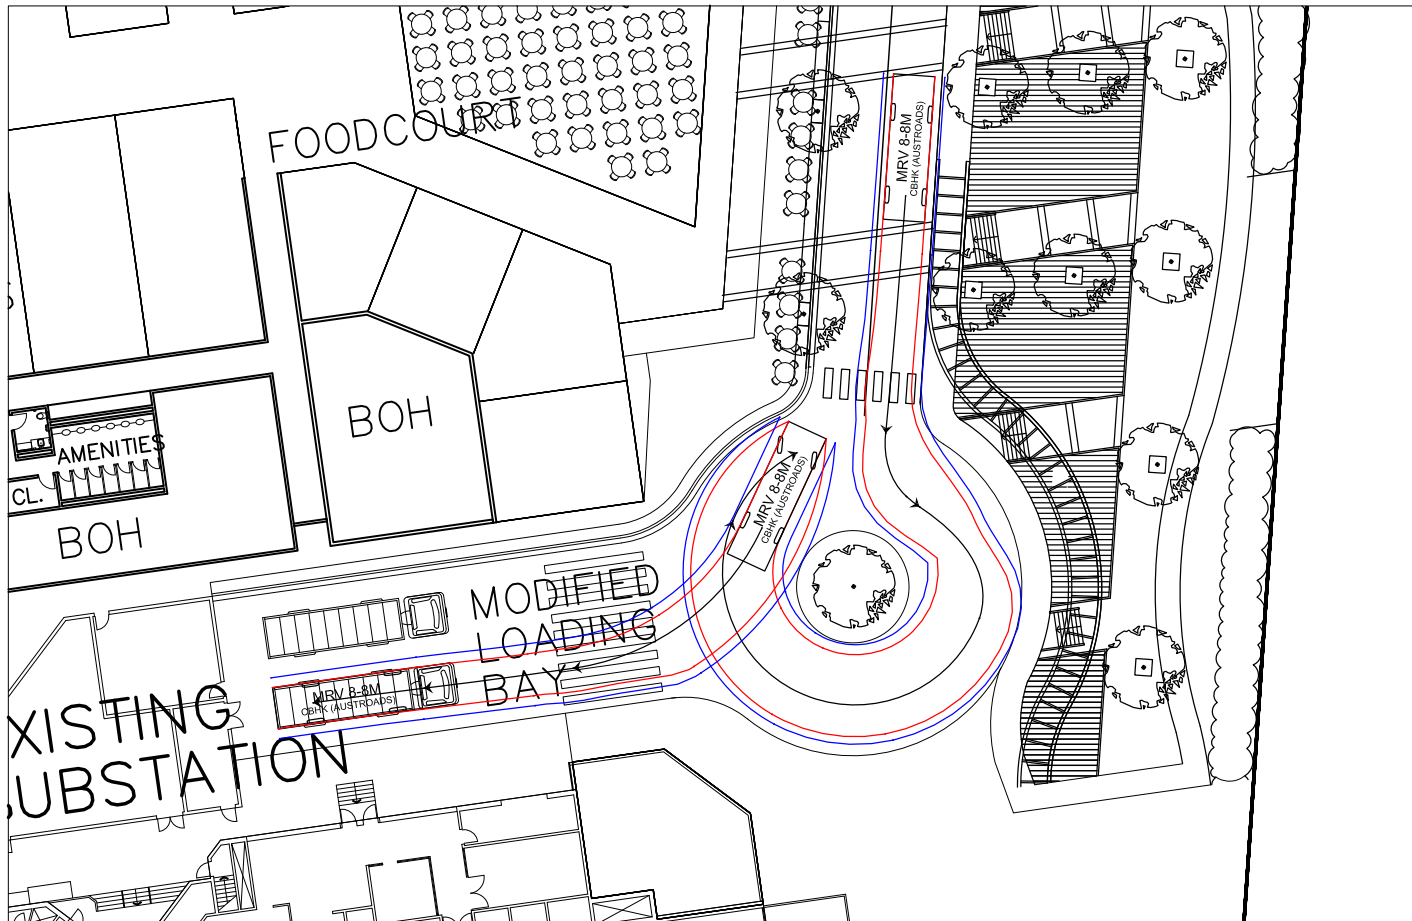 FOODCOURT
MRV 8-8M
CBHK (AUSTROADS)
BOH
AMENITIES
CL.
BOH
MRV 8-8M
CBHK (AUSTROADS)
MODIFIED
LOADING
BAY
MRV 8-8M
CBHK (AUSTROADS)
XISTING
SUBSTATION